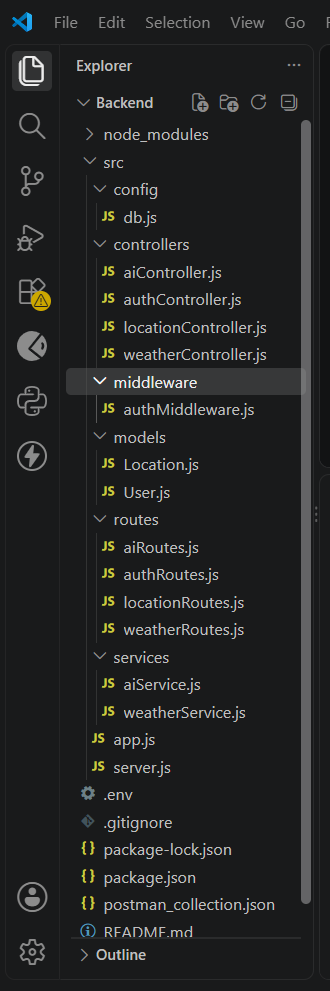 File Edit Selection View Go
Explorer
Backend
node_modules
src
config
JS db.js
controllers
JS aiController.js
JS authController.js
JS locationController.js
JS weatherController.js
middleware
JS authMiddleware.js
models
JS Location.js
JS User.js
routes
JS aiRoutes.js
JS authRoutes.js
JS locationRoutes.js
JS weatherRoutes.js
services
JS aiService.js
JS weatherService.js
JS app.js
JS server.js
.env
.gitignore
{} package-lock.json
{} package.json
{} postman_collection.json
README.md
Outline